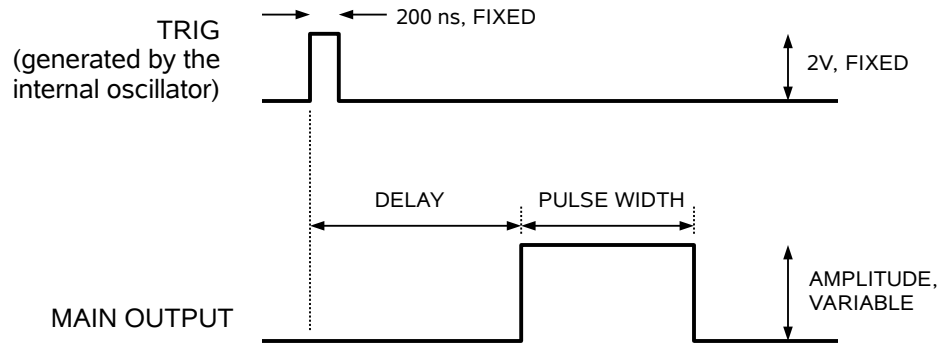 200 ns, FIXED
TRIG
(generated by the
internal oscillator)
2V, FIXED
DELAY
PULSE WIDTH
AMPLITUDE,
VARIABLE
MAIN OUTPUT